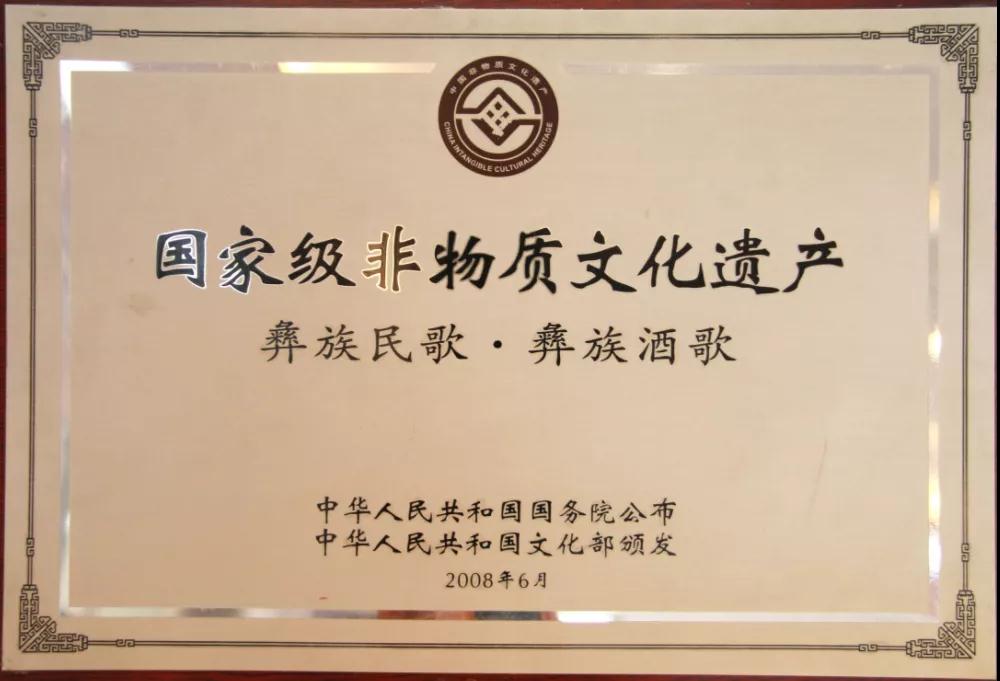 中国非物质文化遗产
CHINA INTANGIBLE CULTURAL HERITAGE
国家级非物质文化遗产
彝族民歌·彝族酒歌
中华人民共和国国务院公布
中华人民共和国文化部颁发
2008年6月